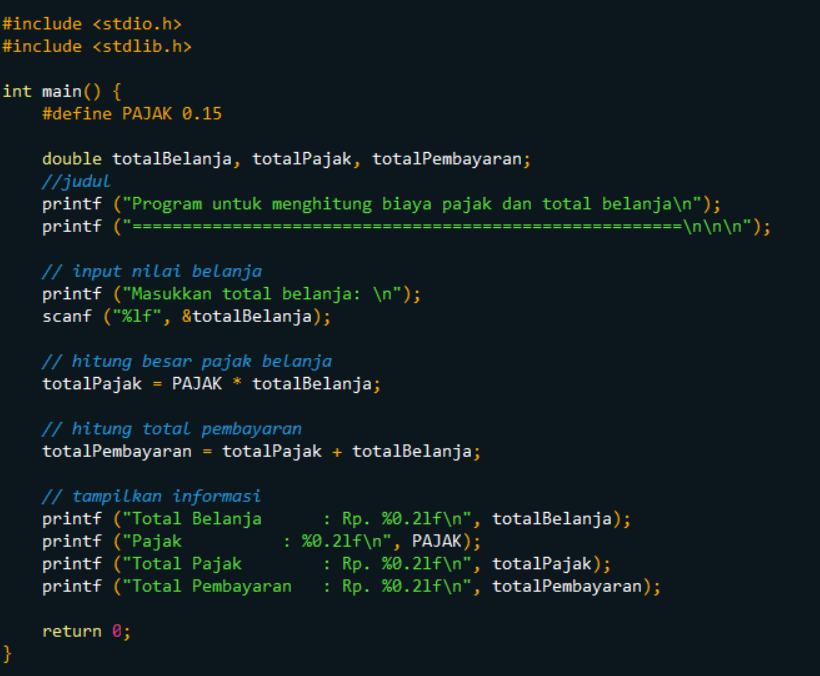 #include <stdio.h>
#include <stdlib.h>

int main() {
    #define PAJAK 0.15

    double totalBelanja, totalPajak, totalPembayaran;
    //judul
    printf ("Program untuk menghitung biaya pajak dan total belanja\n");
    printf ("=======================================================\n\n\n");

    // input nilai belanja
    printf ("Masukkan total belanja: \n");
    scanf ("%lf", &totalBelanja);

    // hitung besar pajak belanja
    totalPajak = PAJAK * totalBelanja;

    // hitung total pembayaran
    totalPembayaran = totalPajak + totalBelanja;

    // tampilkan informasi
    printf ("Total Belanja      : Rp. %0.2lf\n", totalBelanja);
    printf ("Pajak          : %0.2lf\n", PAJAK);
    printf ("Total Pajak        : Rp. %0.2lf\n", totalPajak);
    printf ("Total Pembayaran   : Rp. %0.2lf\n", totalPembayaran);

    return 0;
}